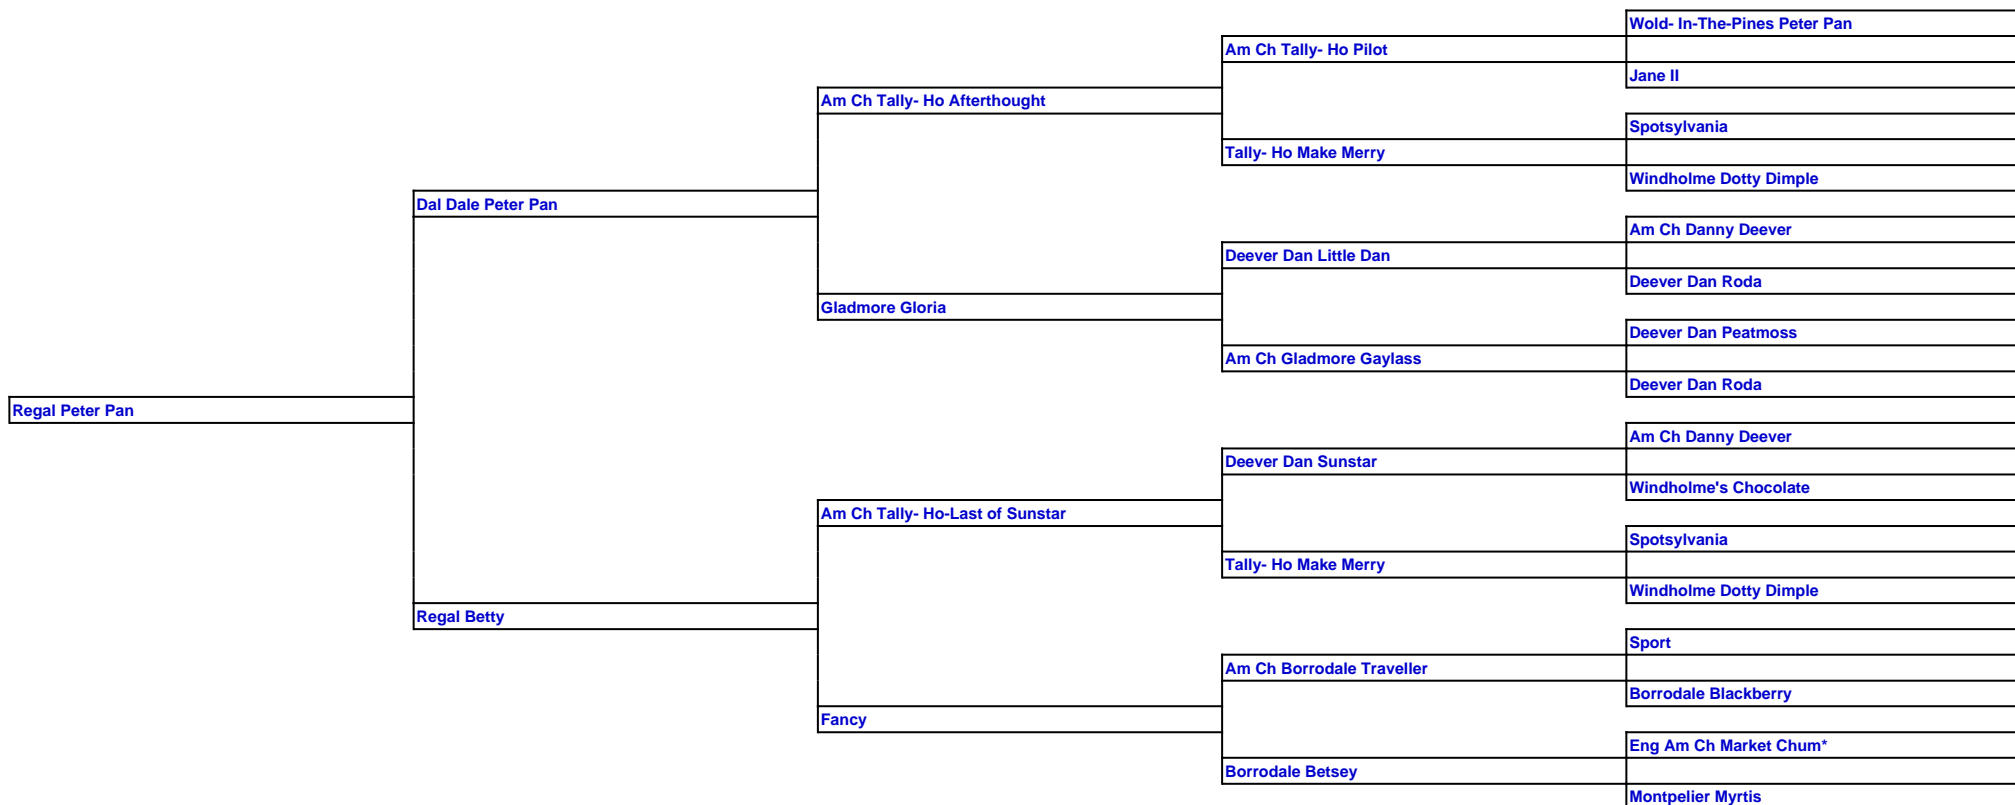 Wold- In-The-Pines Peter Pan
Am Ch Tally- Ho Pilot
Jane II
Am Ch Tally- Ho Afterthought
Spotsylvania
Tally- Ho Make Merry
Windholme Dotty Dimple
Dal Dale Peter Pan
Am Ch Danny Deever
Deever Dan Little Dan
Deever Dan Roda
Gladmore Gloria
Deever Dan Peatmoss
Am Ch Gladmore Gaylass
Deever Dan Roda
Regal Peter Pan
Am Ch Danny Deever
Deever Dan Sunstar
Windholme's Chocolate
Am Ch Tally- Ho-Last of Sunstar
Spotsylvania
Tally- Ho Make Merry
Windholme Dotty Dimple
Regal Betty
Sport
Am Ch Borrodale Traveller
Borrodale Blackberry
Fancy
Eng Am Ch Market Chum*
Borrodale Betsey
Montpelier Myrtis